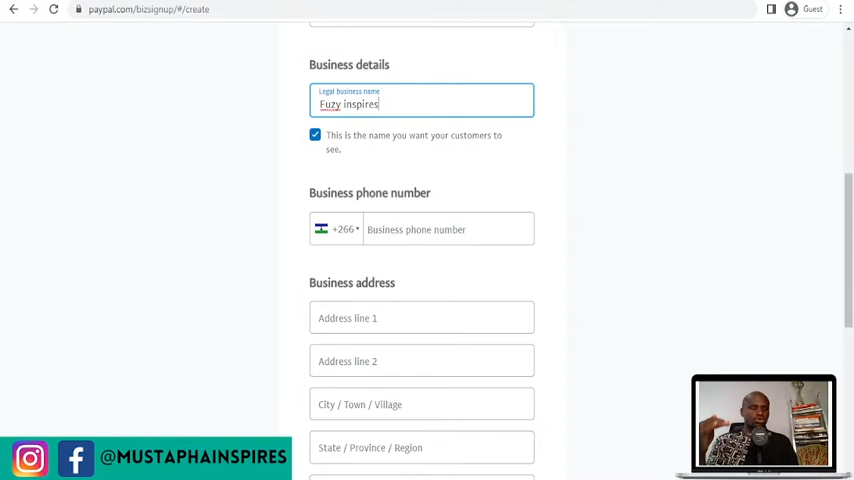 paypal.com/bizsignup/#/create
Guest
Business details
Legal business name
Fuzy inspires
This is the name you want your customers to
see.
Business phone number
+266
Business phone number
Business address
Address line 1
Address line 2
City / Town / Village
State / Province / Region
@MUSTAPHAINSPIRES